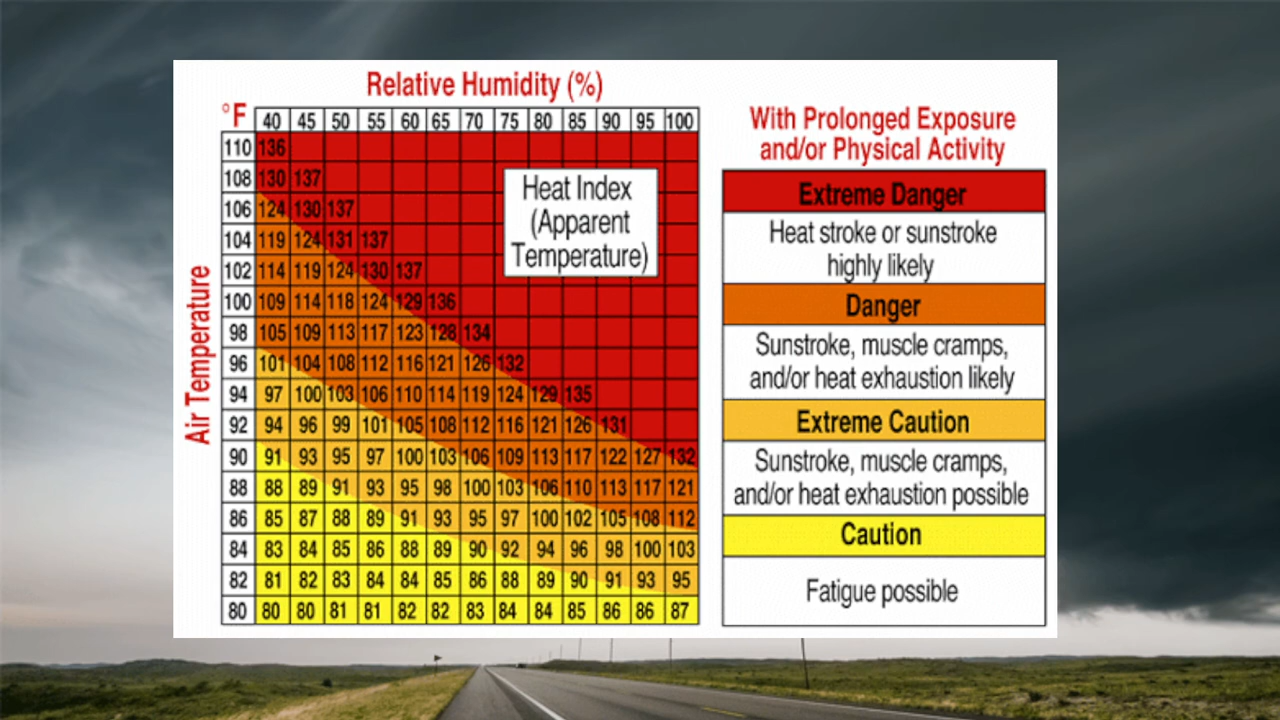 Relative Humidity (%)
°F 40 45 50 55 60 65 70 75 80 85 90 95 100
110 136
108 130 137
106 124 130 137
104 119 124 131 137
102 114 119 124 130 137
100 109 114 118 124 129 136
98 105 109 113 117 123 128 134
96 101 104 108 112 116 121 126 132
94 97 100 103 106 110 114 119 124 129 135
92 94 96 99 101 105 108 112 116 121 126 131
90 91 93 95 97 100 103 106 109 113 117 122 127 132
88 88 89 91 93 95 98 100 103 106 110 113 117 121
86 85 87 88 89 91 93 95 97 100 102 105 108 112
84 83 84 85 86 88 89 90 92 94 96 98 100 103
82 81 82 83 84 84 85 86 88 89 90 91 93 95
80 80 80 81 81 82 82 83 84 84 85 86 86 87
Air Temperature
Heat Index
(Apparent
Temperature)
With Prolonged Exposure
and/or Physical Activity
Extreme Danger
Heat stroke or sunstroke
highly likely
Danger
Sunstroke, muscle cramps,
and/or heat exhaustion likely
Extreme Caution
Sunstroke, muscle cramps,
and/or heat exhaustion possible
Caution
Fatigue possible